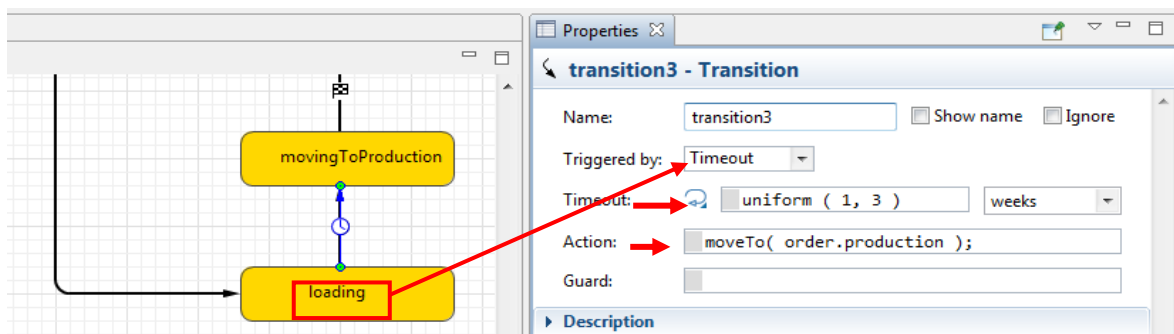 Properties
transition3 - Transition
Name: transition3 Show name Ignore
movingToProduction
Triggered by: Timeout
Timeout: uniform ( 1, 3 ) weeks
Action: moveTo( order.production );
loading
Guard:
Description